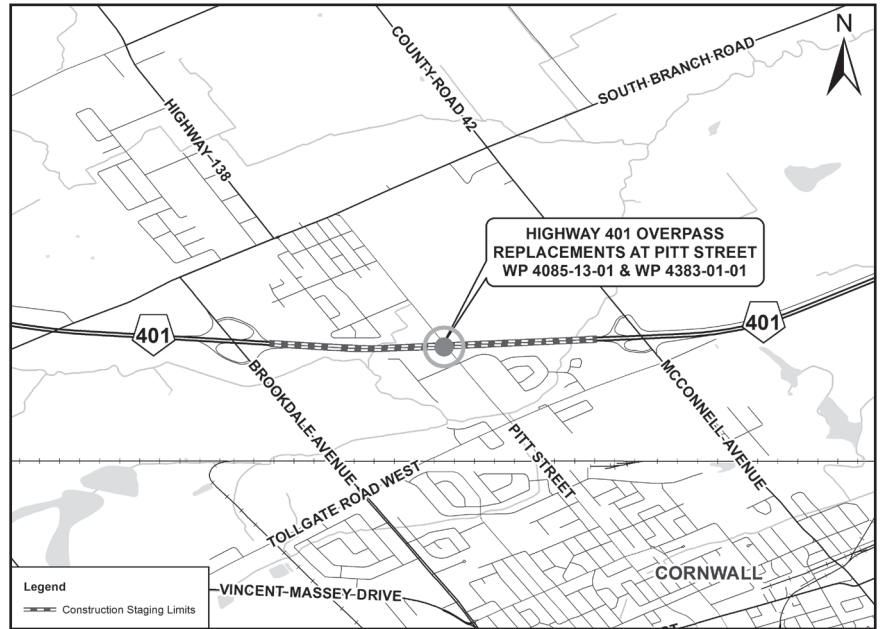 N
COUNTY ROAD 42
SOUTH BRANCH ROAD
HIGHWAY 138
HIGHWAY 401 OVERPASS
REPLACEMENTS AT PITT STREET
WP 4085-13-01 & WP 4383-01-01
401
401
BROOKDALE AVENUE
MCCONNELL AVENUE
PITT STREET
TOLLGATE ROAD WEST
CORNWALL
VINCENT MASSEY DRIVE
Legend
Construction Staging Limits